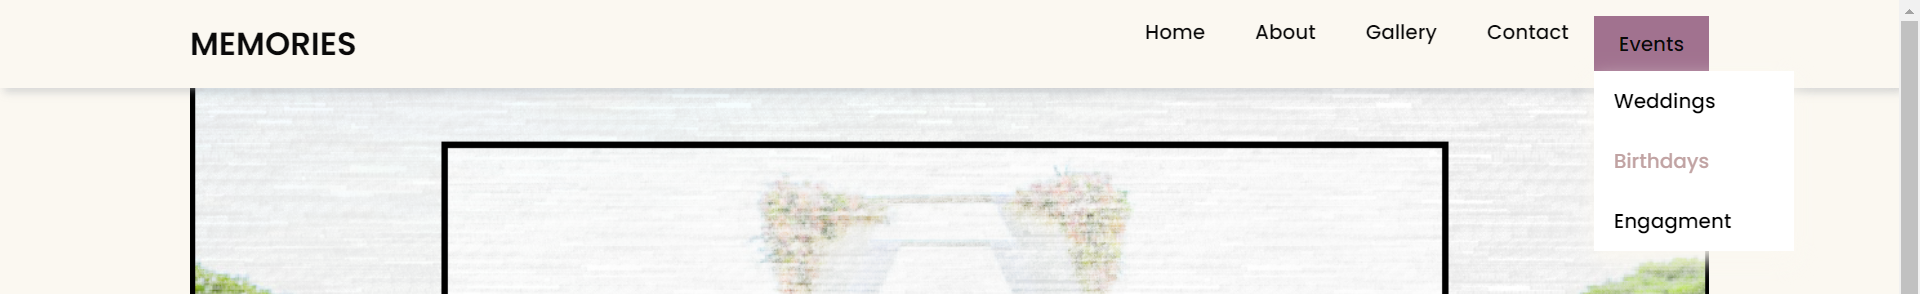 MEMORIES
Home About Gallery Contact Events
Weddings
Birthdays
Engagment